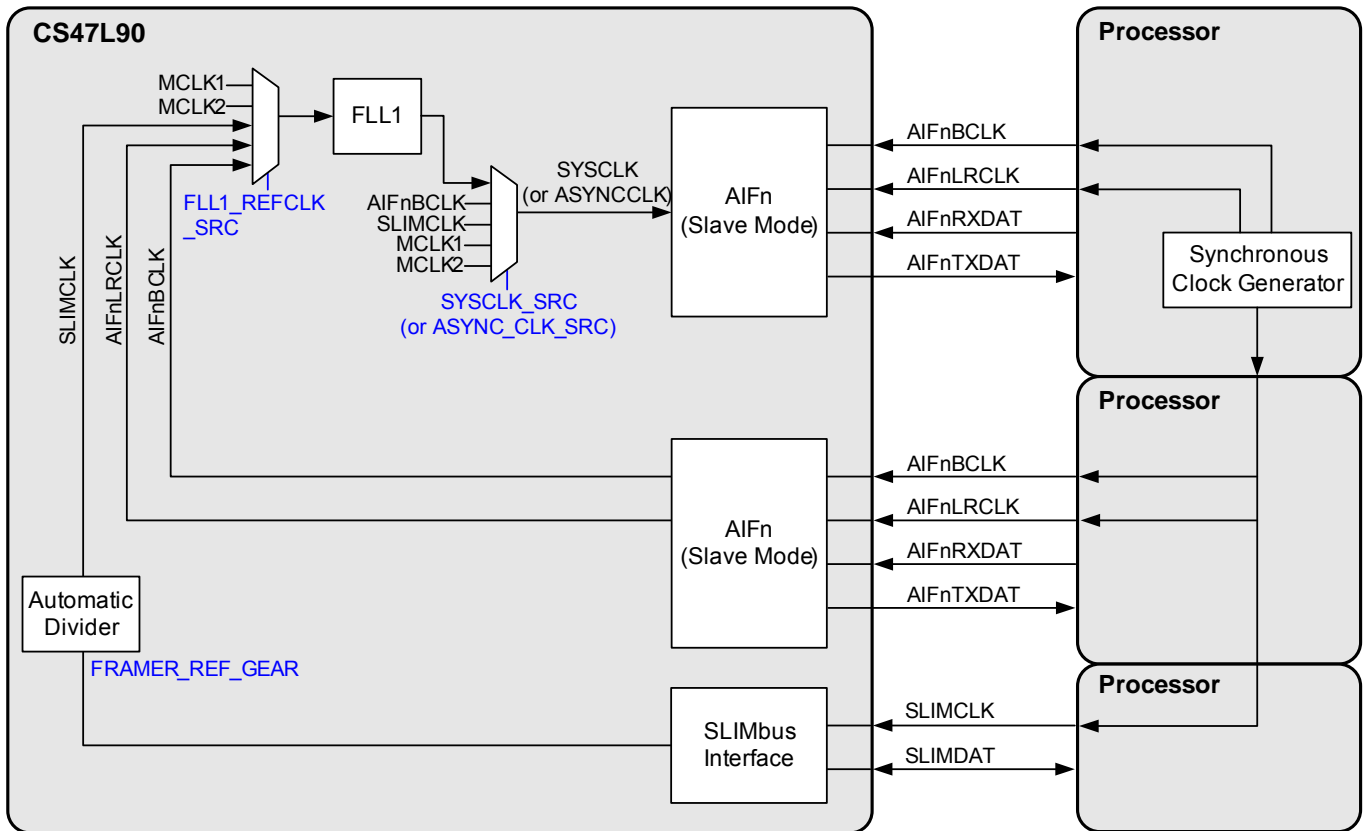 CS47L90
MCLK1
MCLK2
FLL1
FLL1_REFCLK
_SRC
AIFnBCLK
SLIMCLK
MCLK1
MCLK2
SYSCLK
(or ASYNCCLK)
SYSCLK_SRC
(or ASYNC_CLK_SRC)
AIFn
(Slave Mode)
AIFnBCLK
AIFnLRCLK
AIFnRXDAT
AIFnTXDAT
Processor
Synchronous
Clock Generator
SLIMCLK
AIFnLRCLK
AIFnBCLK
AIFn
(Slave Mode)
AIFnBCLK
AIFnLRCLK
AIFnRXDAT
AIFnTXDAT
Processor
Automatic
Divider
FRAMER_REF_GEAR
SLIMbus
Interface
SLIMCLK
SLIMDAT
Processor